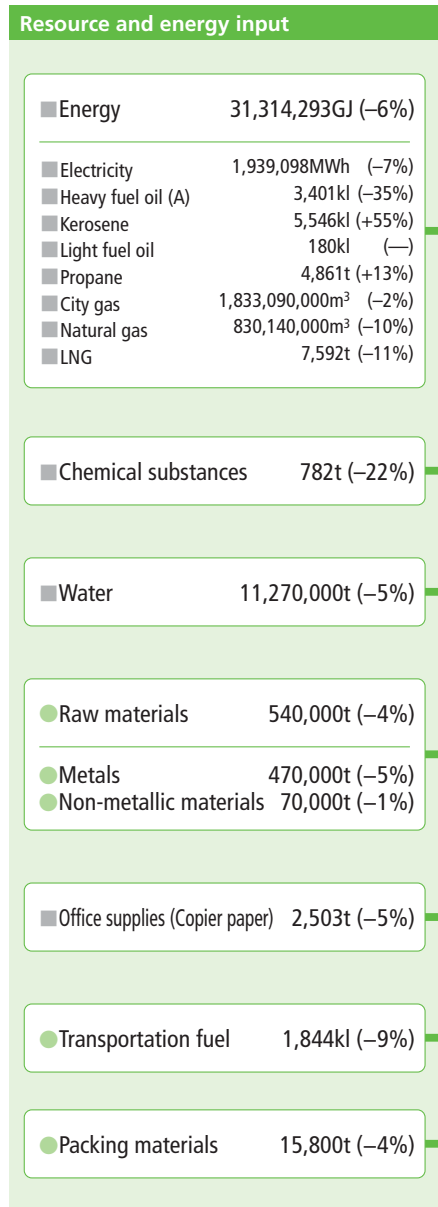 Resource and energy input
Energy 31,314,293GJ (–6%)
Electricity 1,939,098MWh (–7%)
Heavy fuel oil (A) 3,401kl (–35%)
Kerosene 5,546kl (+55%)
Light fuel oil 180kl (—)
Propane 4,861t (+13%)
City gas 1,833,090,000m³ (–2%)
Natural gas 830,140,000m³ (–10%)
LNG 7,592t (–11%)
Chemical substances 782t (–22%)
Water 11,270,000t (–5%)
Raw materials 540,000t (–4%)
Metals 470,000t (–5%)
Non-metallic materials 70,000t (–1%)
Office supplies (Copier paper) 2,503t (–5%)
Transportation fuel 1,844kl (–9%)
Packing materials 15,800t (–4%)